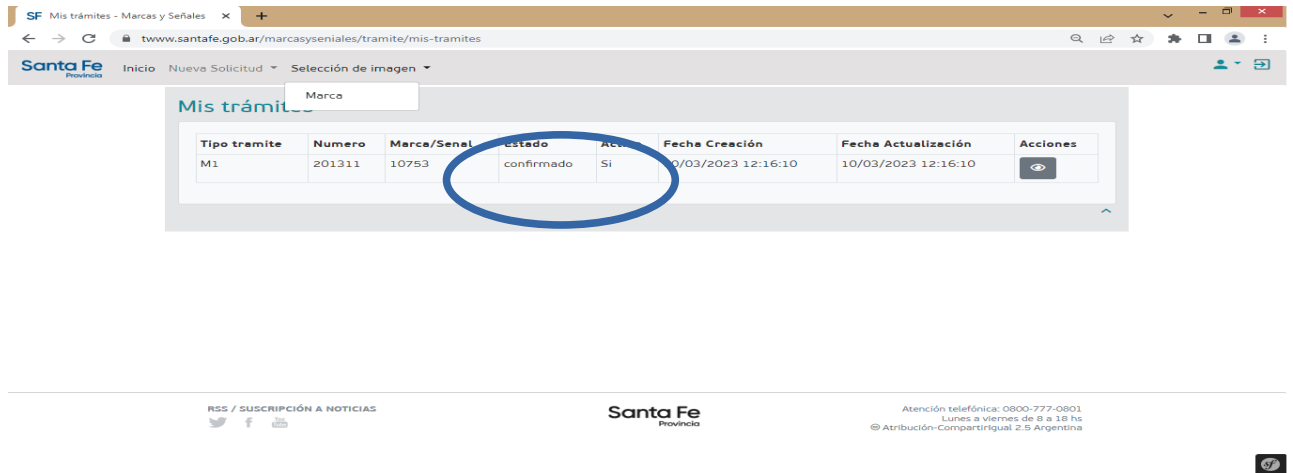 SF Mis trámites - Marcas y Señales
twww.santafe.gob.ar/marcasyseniales/tramite/mis-tramites
Santa Fe
Provincia
Inicio Nueva Solicitud Selección de imagen
Marca
Mis trámites
Tipo tramite Numero Marca/Senal Estado Fecha Creación Fecha Actualización Acciones
M1 201311 10753 confirmado Si 10/03/2023 12:16:10 10/03/2023 12:16:10
RSS / SUSCRIPCIÓN A NOTICIAS
Santa Fe
Provincia
Atención telefónica: 0800-777-0801
Lunes a viernes de 8 a 18 hs
Atribución-CompartirIgual 2.5 Argentina
sf